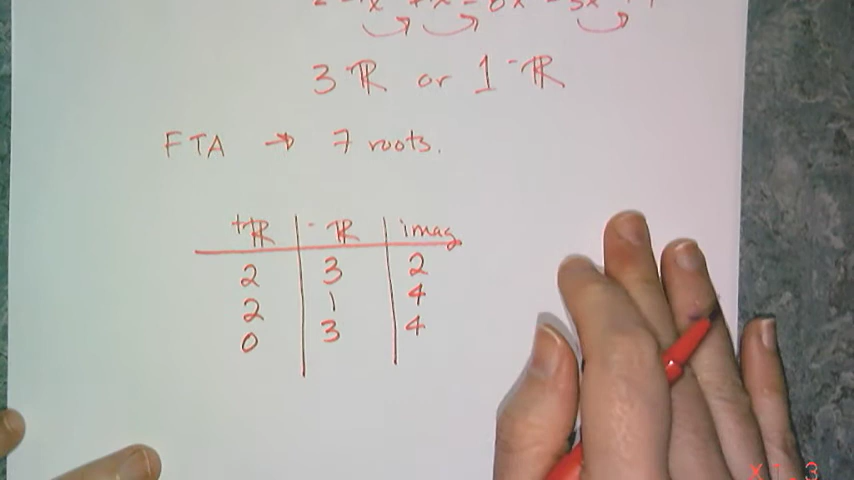 3 -ℝ or 1 -ℝ
FTA → 7 roots.
+ℝ -ℝ imag
2 3 2
2 1 4
0 3 4